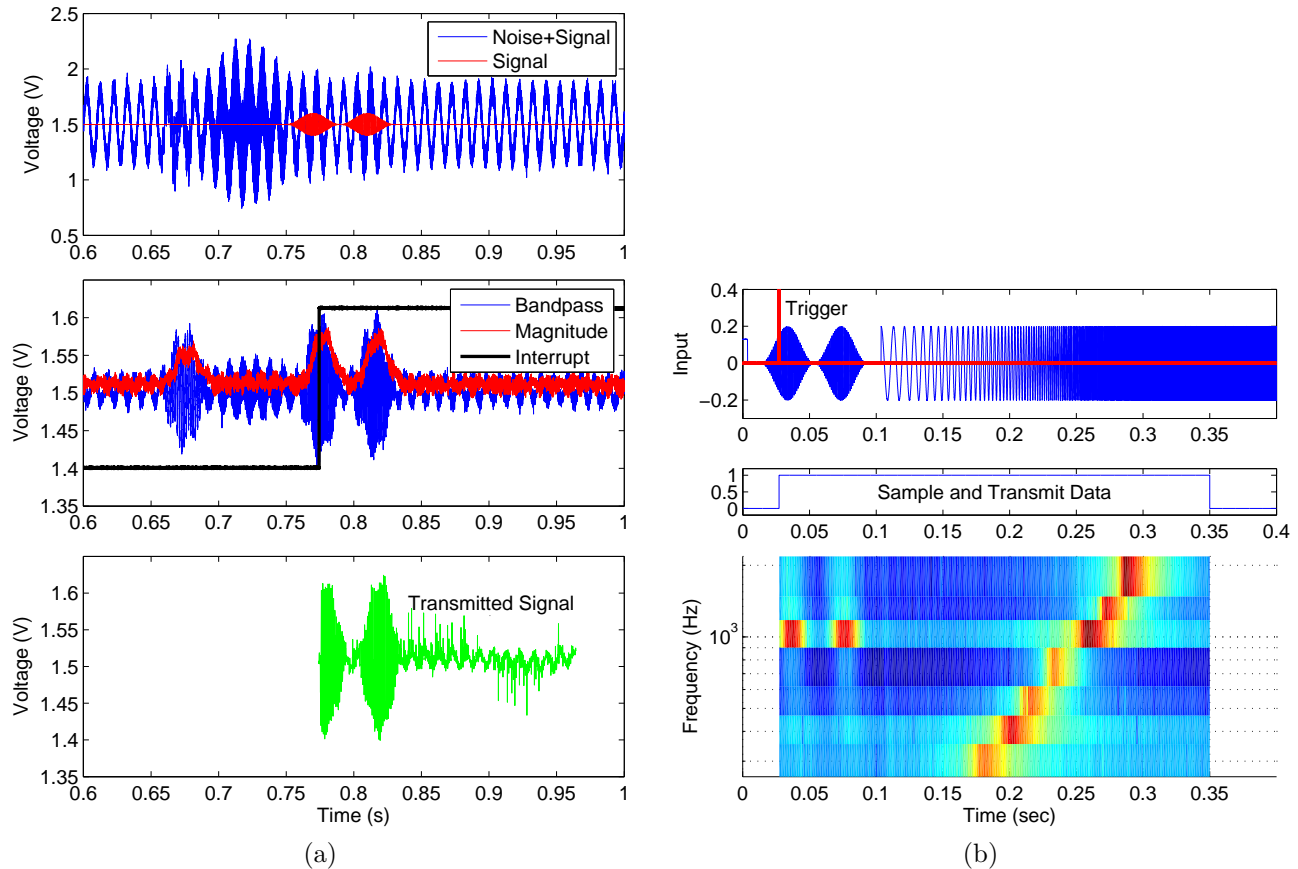 2.5
2
1.5
1
0.5
Voltage (V)
Noise+Signal
Signal
0.6 0.65 0.7 0.75 0.8 0.85 0.9 0.95 1
1.6
1.55
1.5
1.45
1.4
1.35
Voltage (V)
Bandpass
Magnitude
Interrupt
0.6 0.65 0.7 0.75 0.8 0.85 0.9 0.95 1
1.6
1.55
1.5
1.45
1.4
1.35
Voltage (V)
Transmitted Signal
0.6 0.65 0.7 0.75 0.8 0.85 0.9 0.95 1
Time (s)
(a)
0.4
0.2
0
−0.2
Input
Trigger
0 0.05 0.1 0.15 0.2 0.25 0.3 0.35
1
0.5
0
Sample and Transmit Data
0 0.05 0.1 0.15 0.2 0.25 0.3 0.35 0.4
10³
Frequency (Hz)
0 0.05 0.1 0.15 0.2 0.25 0.3 0.35
Time (sec)
(b)